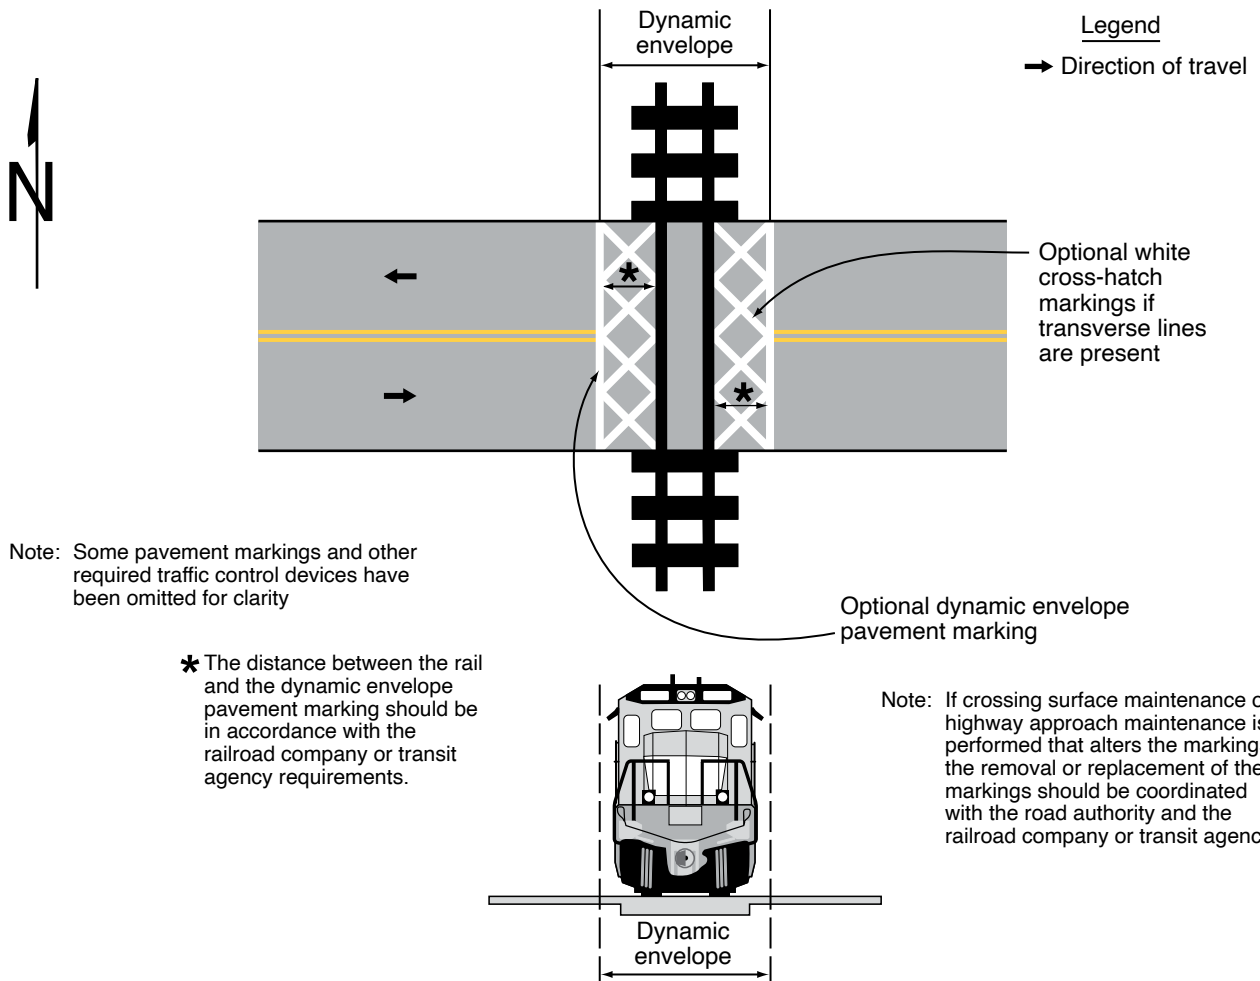 Dynamic
envelope
Legend
Direction of travel
N
*
Optional white
cross-hatch
markings if
transverse lines
are present
*
Note: Some pavement markings and other
required traffic control devices have
been omitted for clarity
Optional dynamic envelope
pavement marking
* The distance between the rail
and the dynamic envelope
pavement marking should be
in accordance with the
railroad company or transit
agency requirements.
Note: If crossing surface maintenance o
highway approach maintenance is
performed that alters the marking
the removal or replacement of the
markings should be coordinated
with the road authority and the
railroad company or transit agenc
Dynamic
envelope